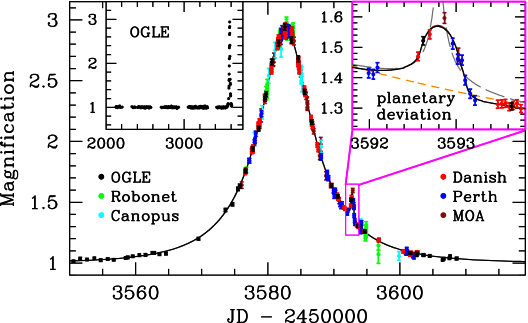 3
2
1
OGLE
2000
3000
1.6
1.5
1.4
1.3
planetary
deviation
3592
3593
3
2.5
2
1.5
1
Magnification
OGLE
Robonet
Canopus
Danish
Perth
MOA
3560
3580
3600
JD - 2450000